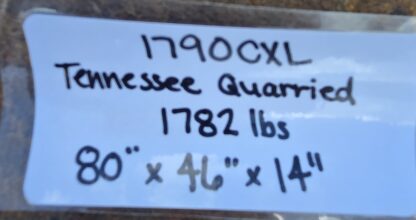 1790CXL
Tennessee Quarried
1782 lbs
80" x 46" x 14"